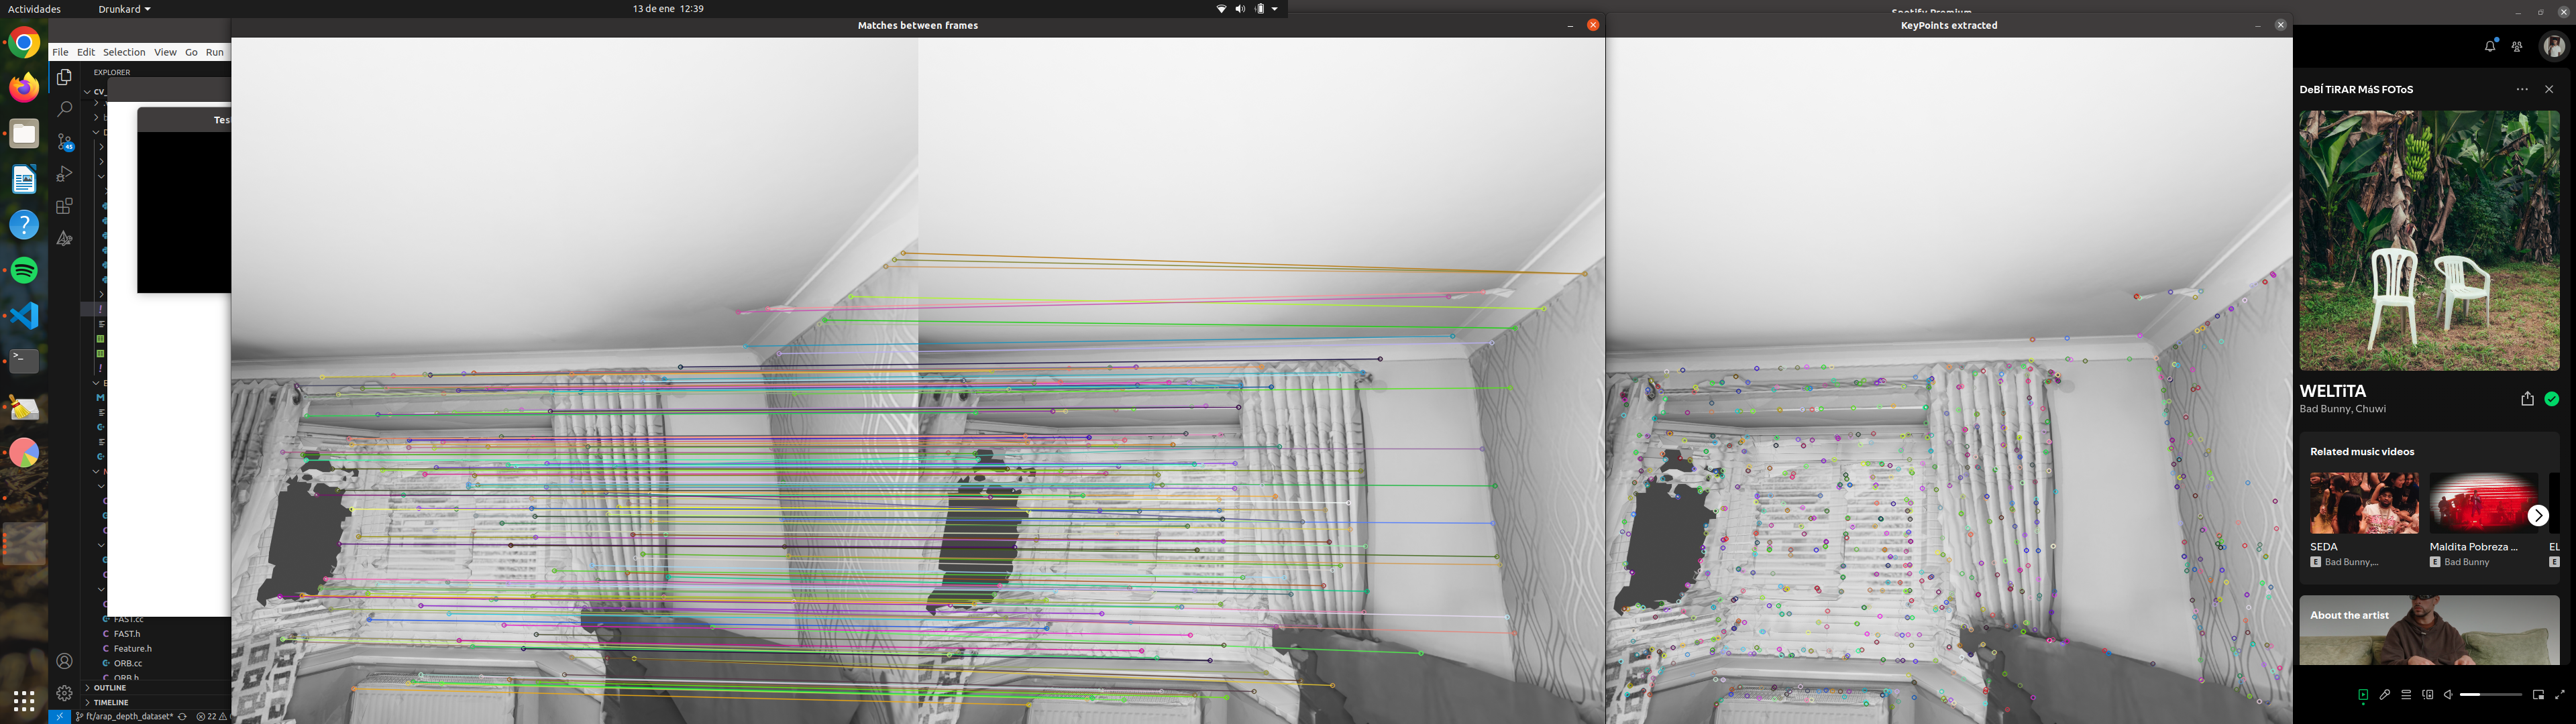 Actividades
Drunkard
13 de ene 12:39
Spotify Premium
Matches between frames
KeyPoints extracted
File Edit Selection View Go Run
EXPLORER
CV_
Tes
45
FAST.cc
FAST.h
Feature.h
ORB.cc
ORB.h
OUTLINE
TIMELINE
ft/arap_depth_dataset*
22
DeBÍ TiRAR MáS FOToS
WELTiTA
Bad Bunny, Chuwi
Related music videos
SEDA
E Bad Bunny,...
Maldita Pobreza ...
E Bad Bunny
EL
E
About the artist